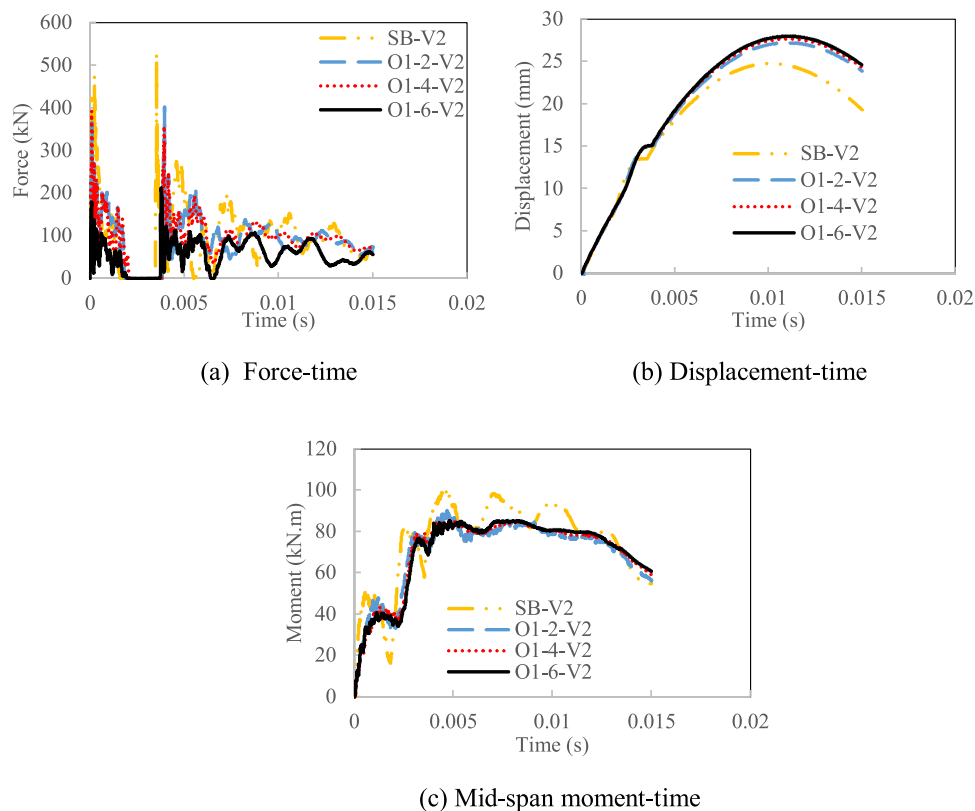 600
500
400
300
200
100
0
Force (kN)
SB-V2
O1-2-V2
O1-4-V2
O1-6-V2
0 0.005 0.01 0.015 0.02
Time (s)
(a) Force-time
30
25
20
15
10
5
0
Displacement (mm)
SB-V2
O1-2-V2
O1-4-V2
O1-6-V2
0 0.005 0.01 0.015 0.02
Time (s)
(b) Displacement-time
120
100
80
60
40
20
0
Moment (kN.m)
SB-V2
O1-2-V2
O1-4-V2
O1-6-V2
0 0.005 0.01 0.015 0.02
Time (s)
(c) Mid-span moment-time